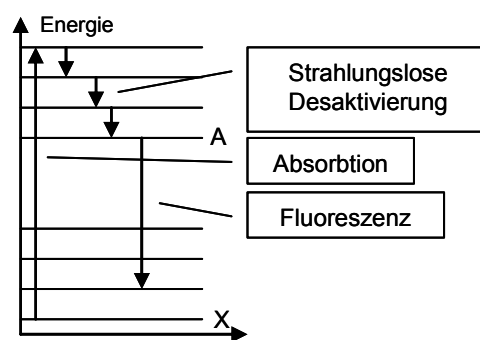 Energie
Strahlungslose
Desaktivierung
A
Absorbtion
Fluoreszenz
X